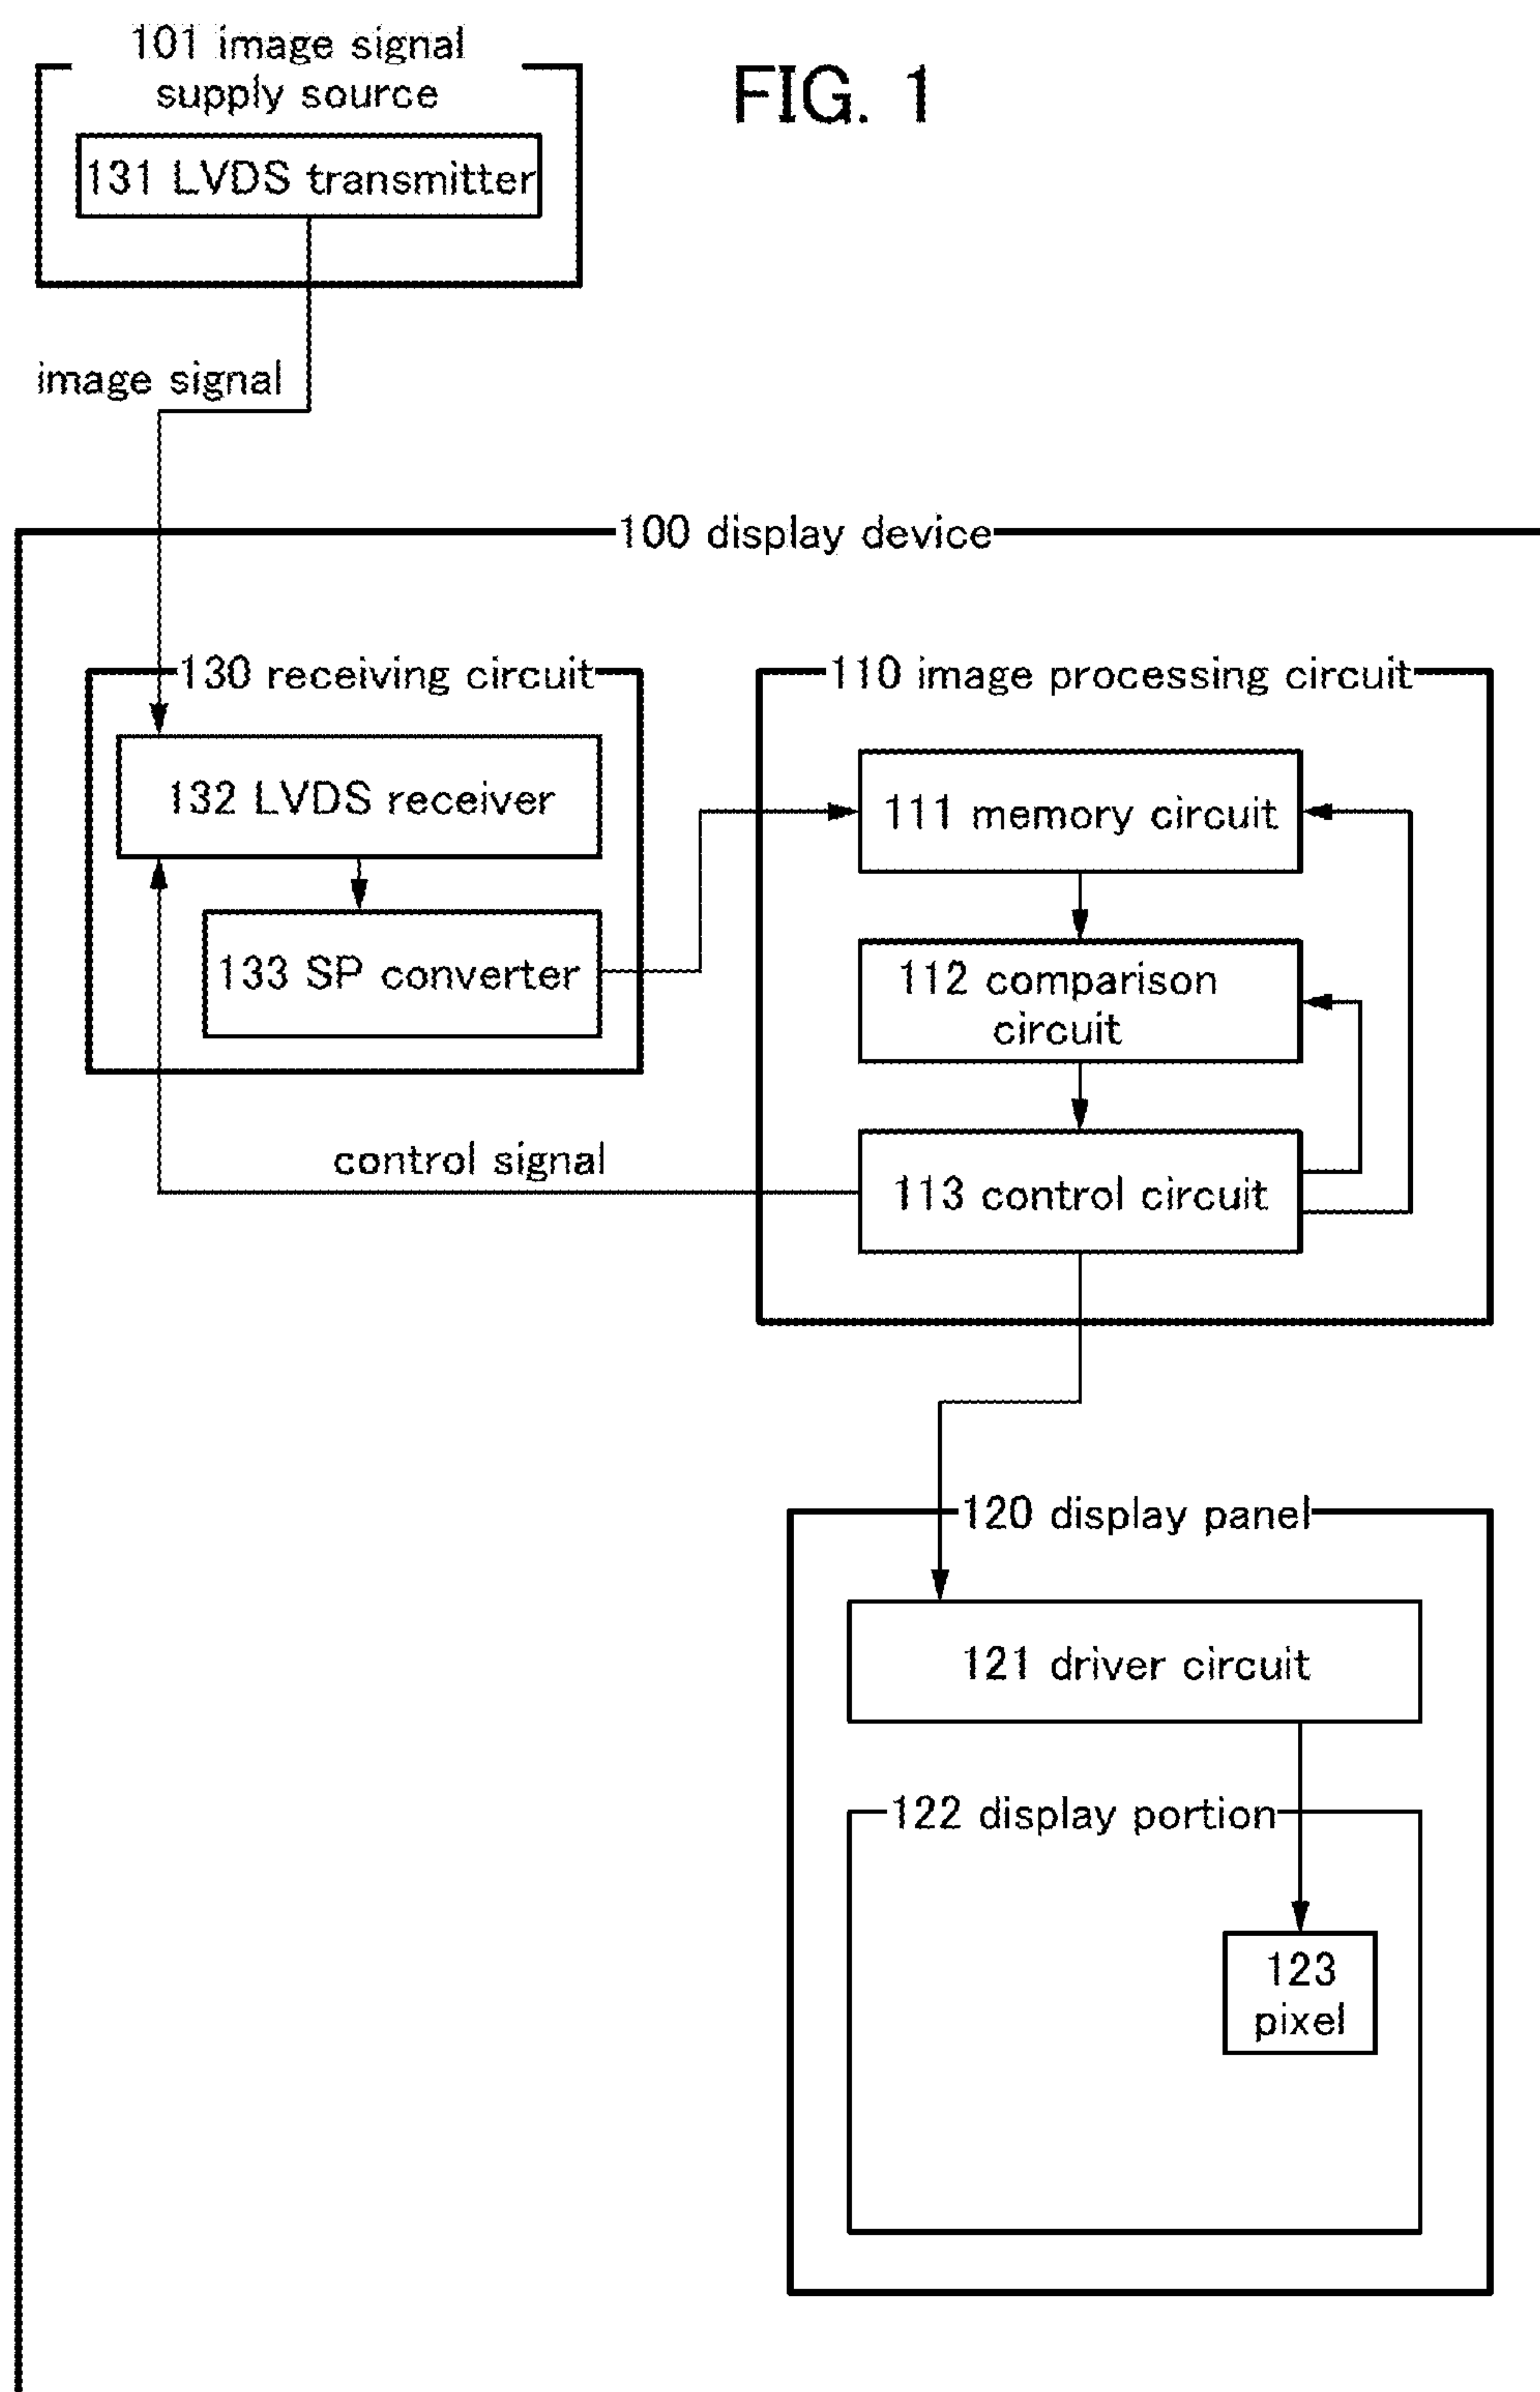 101 image signal
supply source
FIG. 1
131 LVDS transmitter
image signal
100 display device
130 receiving circuit
110 image processing circuit
132 LVDS receiver
111 memory circuit
133 SP converter
112 comparison
circuit
control signal
113 control circuit
120 display panel
121 driver circuit
122 display portion
123
pixel